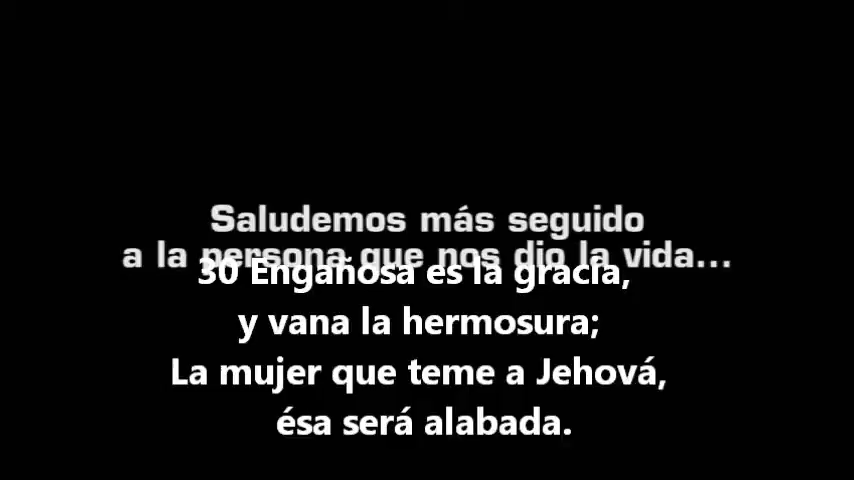 Saludemos más seguido
a la persona que nos dio la vida...
30 Engañosa es la gracia,
y vana la hermosura;
La mujer que teme a Jehová,
ésa será alabada.